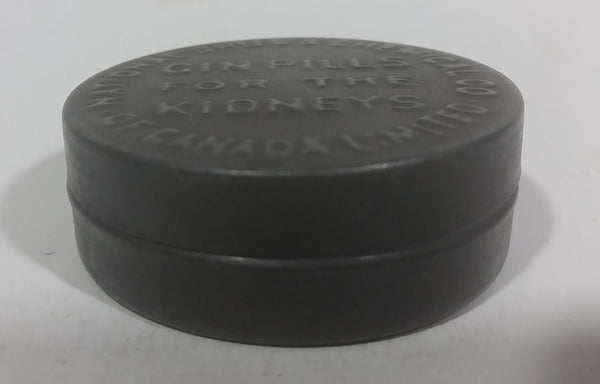 NATIONAL DRUG & CHEMICAL CO
GIN PILLS
FOR THE
KIDNEYS
OF CANADA LIMITED